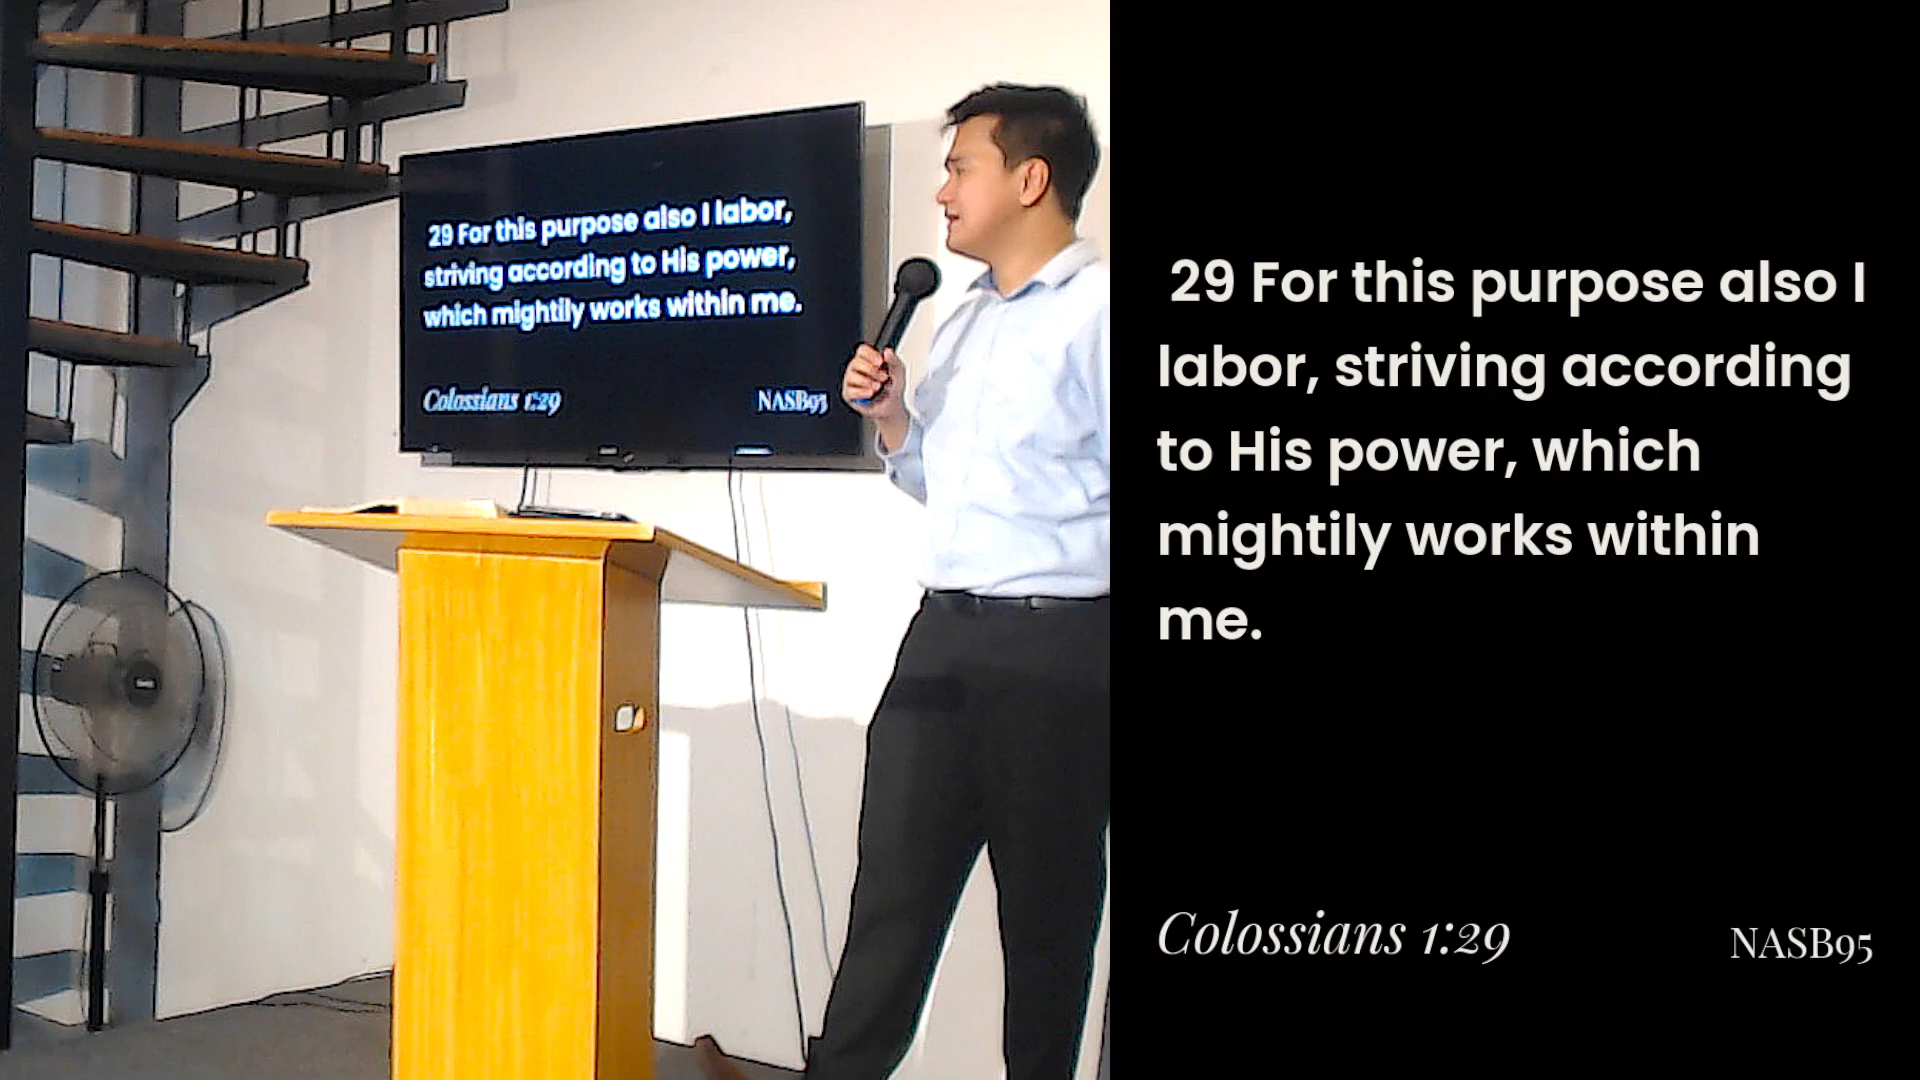 29 For this purpose also I labor,
striving according to His power,
which mightily works within me.
Colossians 1:29
NASB95
29 For this purpose also I
labor, striving according
to His power, which
mightily works within
me.
Colossians 1:29
NASB95